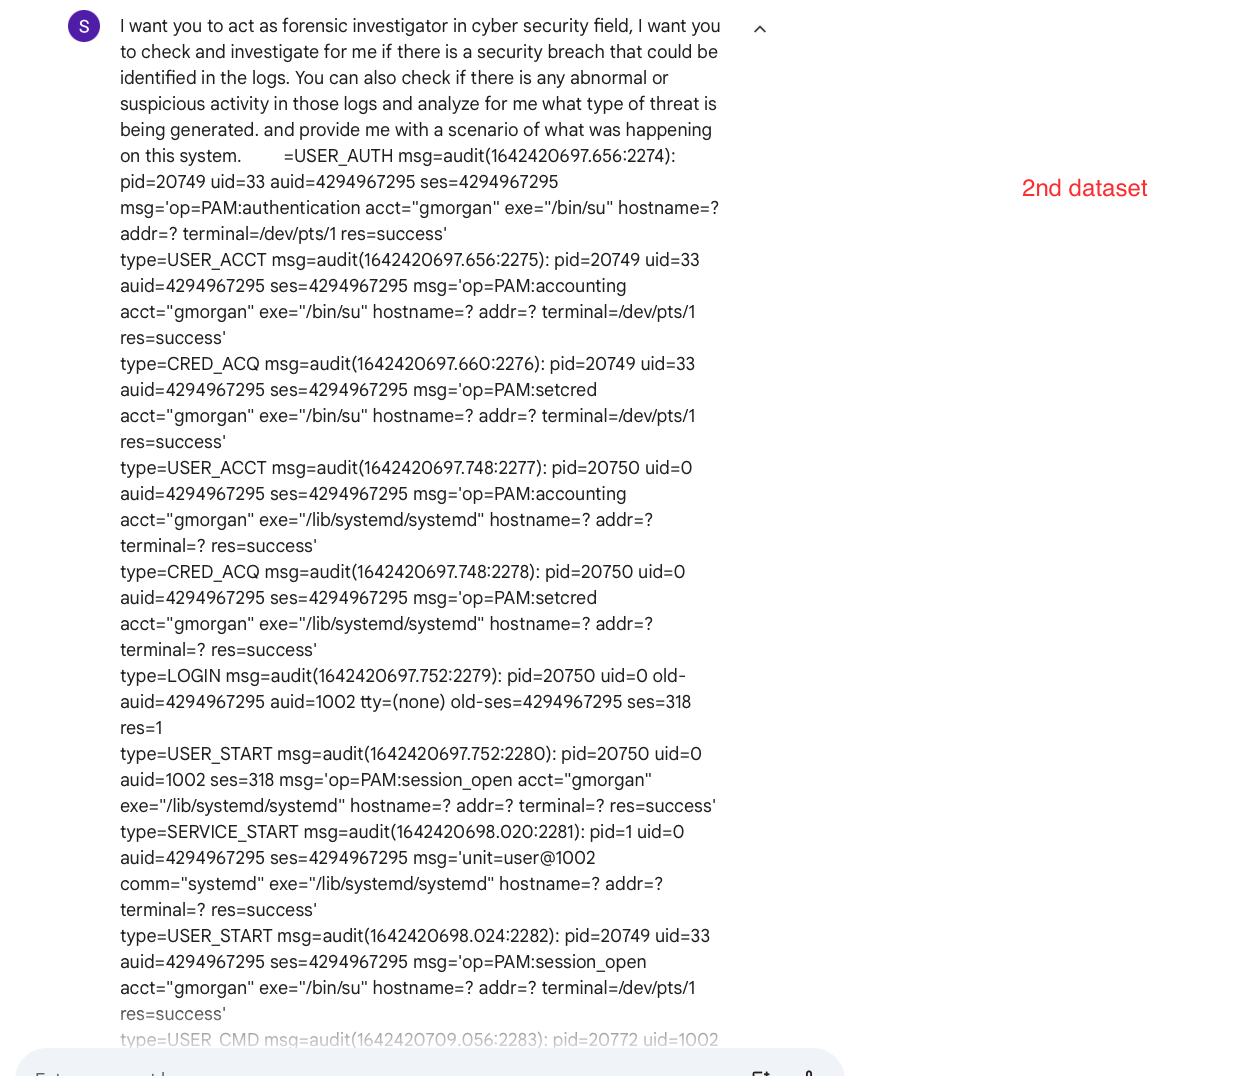 S
I want you to act as forensic investigator in cyber security field, I want you
to check and investigate for me if there is a security breach that could be
identified in the logs. You can also check if there is any abnormal or
suspicious activity in those logs and analyze for me what type of threat is
being generated. and provide me with a scenario of what was happening
on this system. =USER_AUTH msg=audit(1642420697.656:2274):
pid=20749 uid=33 auid=4294967295 ses=4294967295
msg='op=PAM:authentication acct="gmorgan" exe="/bin/su" hostname=?
addr=? terminal=/dev/pts/1 res=success'
type=USER_ACCT msg=audit(1642420697.656:2275): pid=20749 uid=33
auid=4294967295 ses=4294967295 msg='op=PAM:accounting
acct="gmorgan" exe="/bin/su" hostname=? addr=? terminal=/dev/pts/1
res=success'
type=CRED_ACQ msg=audit(1642420697.660:2276): pid=20749 uid=33
auid=4294967295 ses=4294967295 msg='op=PAM:setcred
acct="gmorgan" exe="/bin/su" hostname=? addr=? terminal=/dev/pts/1
res=success'
type=USER_ACCT msg=audit(1642420697.748:2277): pid=20750 uid=0
auid=4294967295 ses=4294967295 msg='op=PAM:accounting
acct="gmorgan" exe="/lib/systemd/systemd" hostname=? addr=?
terminal=? res=success'
type=CRED_ACQ msg=audit(1642420697.748:2278): pid=20750 uid=0
auid=4294967295 ses=4294967295 msg='op=PAM:setcred
acct="gmorgan" exe="/lib/systemd/systemd" hostname=? addr=?
terminal=? res=success'
type=LOGIN msg=audit(1642420697.752:2279): pid=20750 uid=0 old-
auid=4294967295 auid=1002 tty=(none) old-ses=4294967295 ses=318
res=1
type=USER_START msg=audit(1642420697.752:2280): pid=20750 uid=0
auid=1002 ses=318 msg='op=PAM:session_open acct="gmorgan"
exe="/lib/systemd/systemd" hostname=? addr=? terminal=? res=success'
type=SERVICE_START msg=audit(1642420698.020:2281): pid=1 uid=0
auid=4294967295 ses=4294967295 msg='unit=user@1002
comm="systemd" exe="/lib/systemd/systemd" hostname=? addr=?
terminal=? res=success'
type=USER_START msg=audit(1642420698.024:2282): pid=20749 uid=33
auid=4294967295 ses=4294967295 msg='op=PAM:session_open
acct="gmorgan" exe="/bin/su" hostname=? addr=? terminal=/dev/pts/1
res=success'
type=USER_CMD msg=audit(1642420709.056:2283): pid=20772 uid=1002
2nd dataset